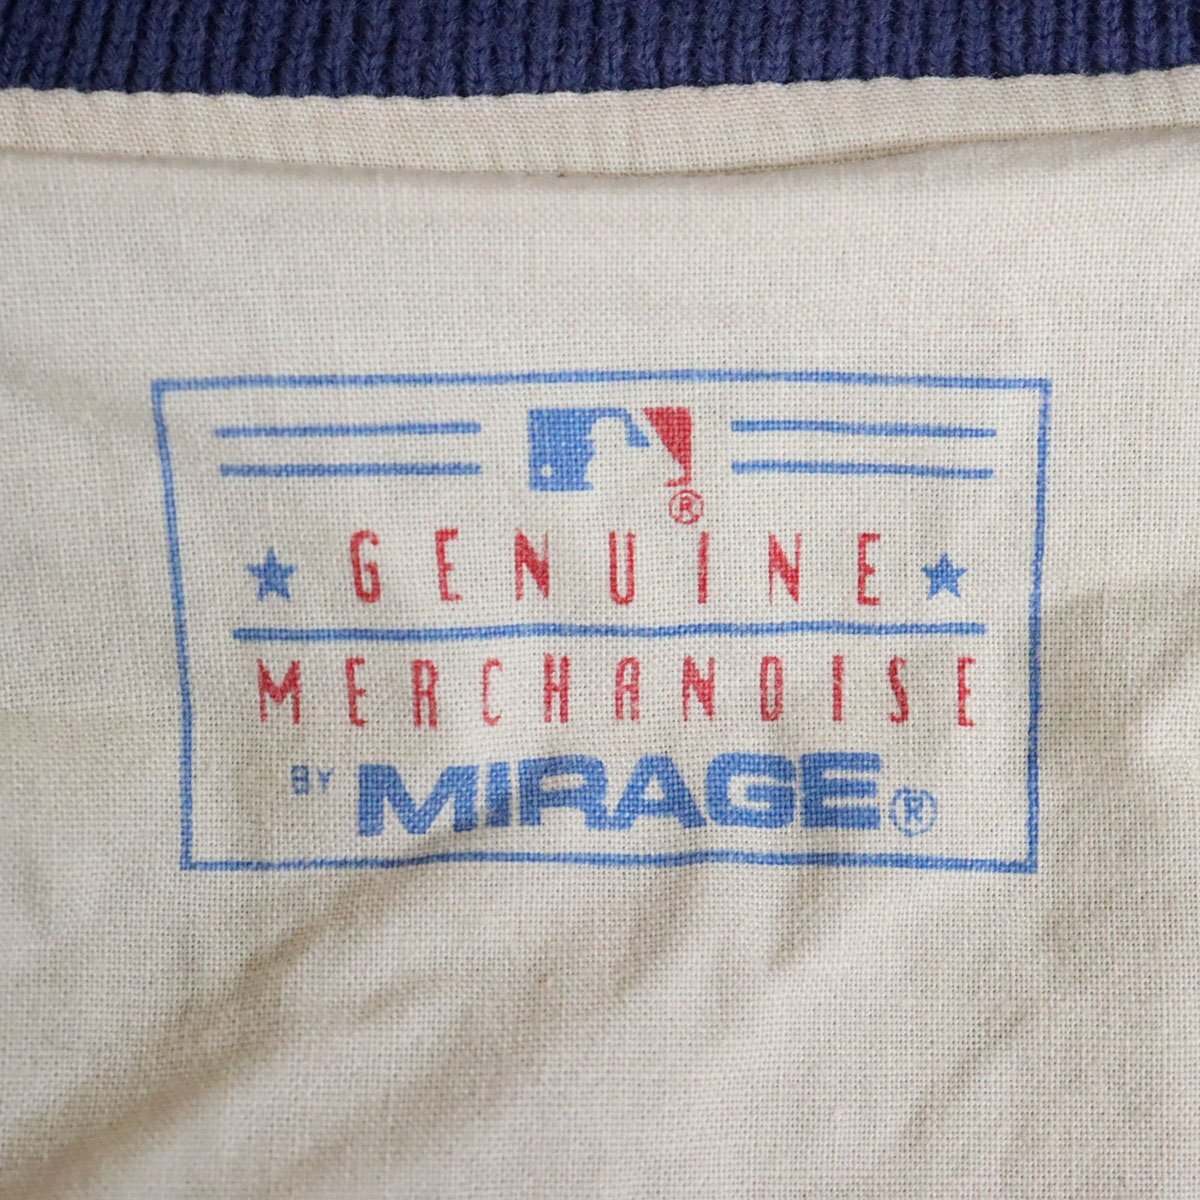 ®
GENUINE
MERCHANDISE
BY MIRAGE®